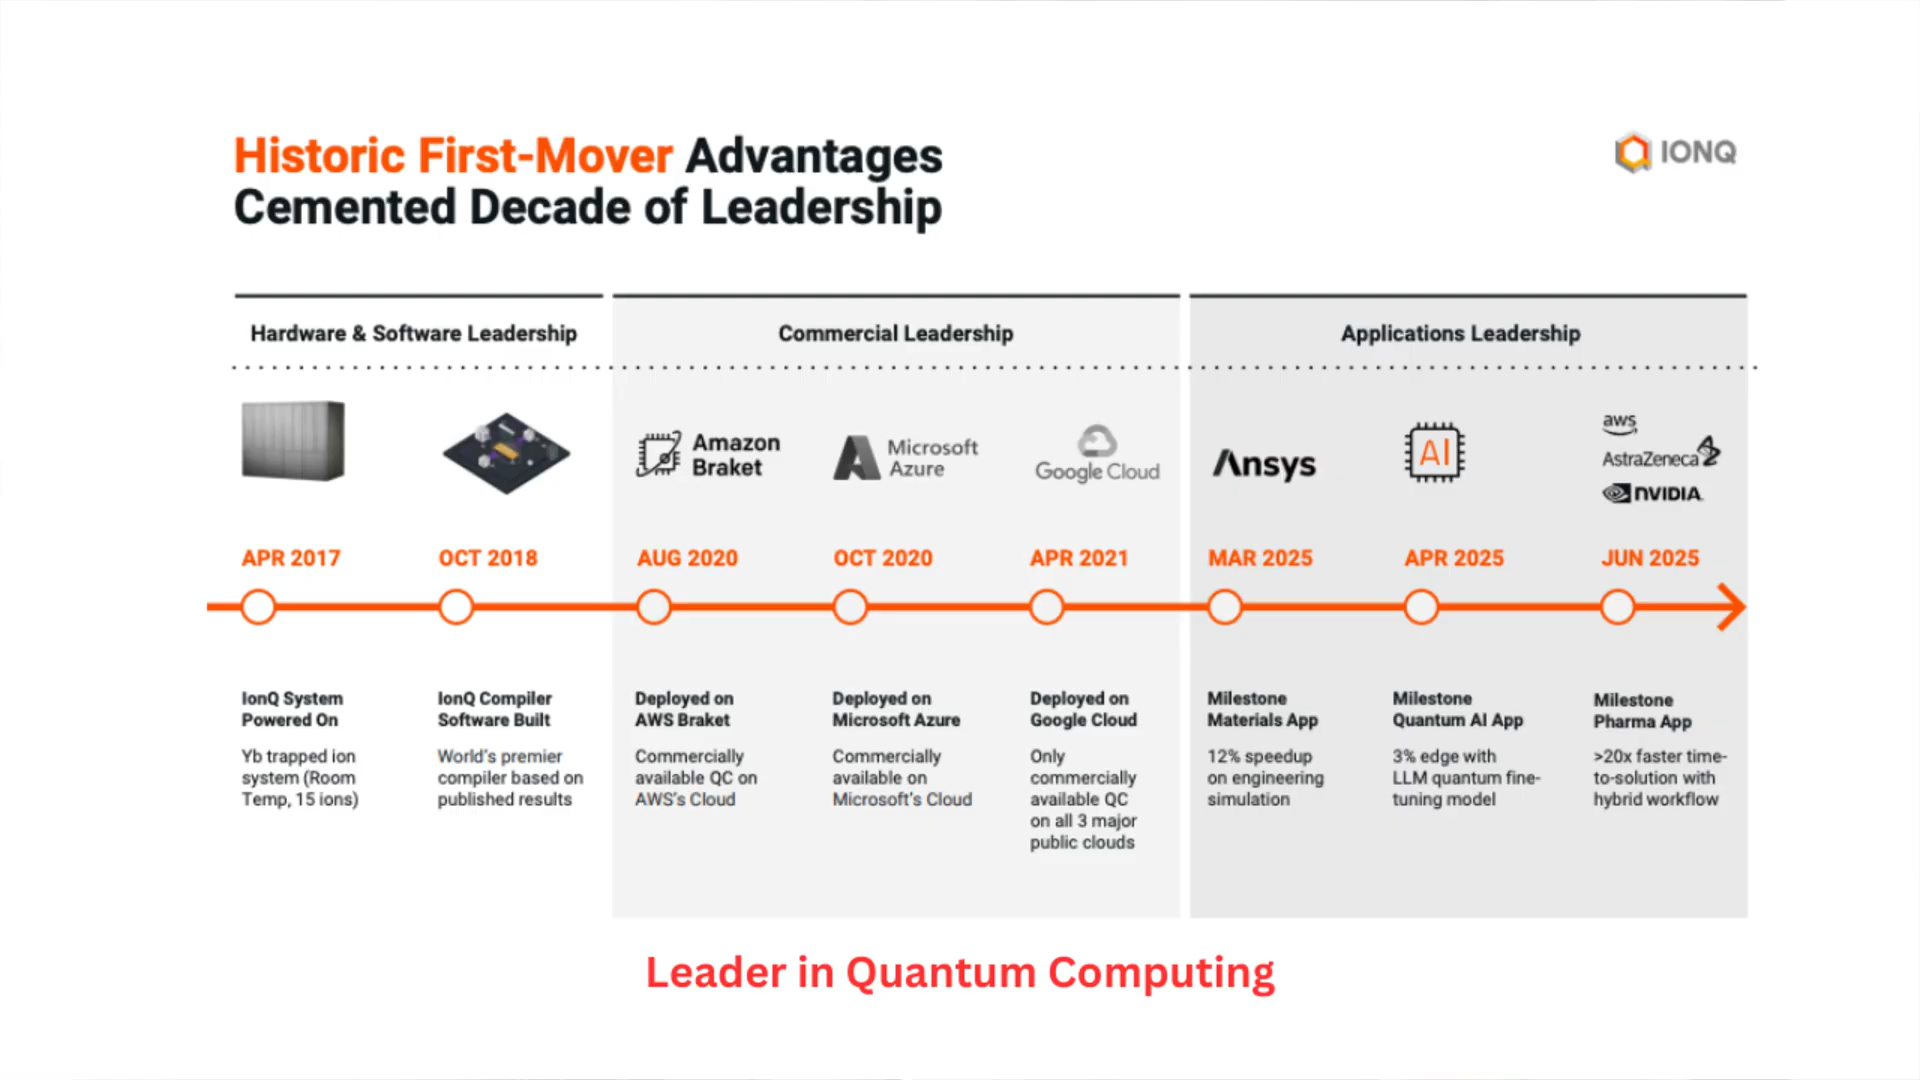 Historic First-Mover Advantages
Cemented Decade of Leadership
IONQ
Hardware & Software Leadership
Commercial Leadership
Applications Leadership
Amazon
Braket
Microsoft
Azure
Google Cloud
Ansys
AI
aws
AstraZeneca
NVIDIA
APR 2017
OCT 2018
AUG 2020
OCT 2020
APR 2021
MAR 2025
APR 2025
JUN 2025
IonQ System
Powered On
Yb trapped ion
system (Room
Temp, 15 ions)
IonQ Compiler
Software Built
World's premier
compiler based on
published results
Deployed on
AWS Braket
Commercially
available QC on
AWS's Cloud
Deployed on
Microsoft Azure
Commercially
available on
Microsoft's Cloud
Deployed on
Google Cloud
Only
commercially
available QC
on all 3 major
public clouds
Milestone
Materials App
12% speedup
on engineering
simulation
Milestone
Quantum AI App
3% edge with
LLM quantum fine-
tuning model
Milestone
Pharma App
>20x faster time-
to-solution with
hybrid workflow
Leader in Quantum Computing